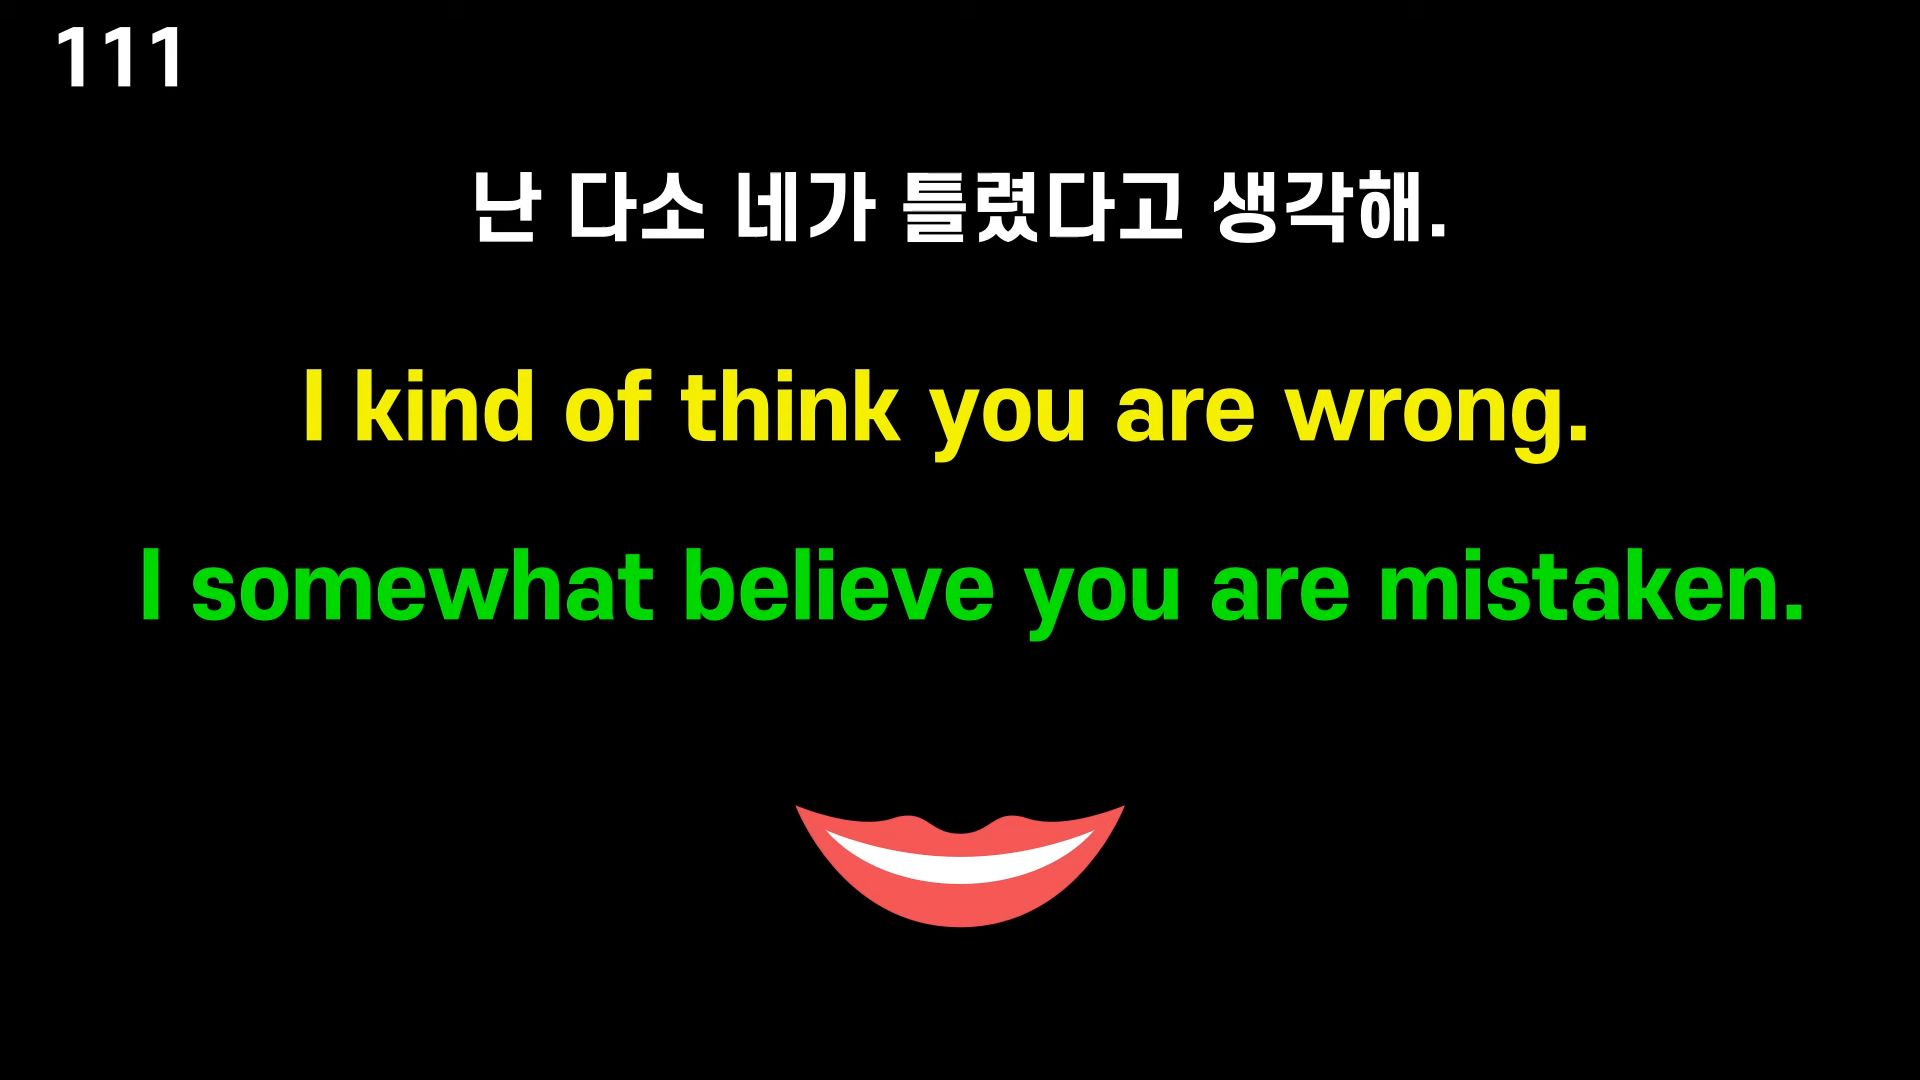 111
난 다소 네가 틀렸다고 생각해.
I kind of think you are wrong.
I somewhat believe you are mistaken.